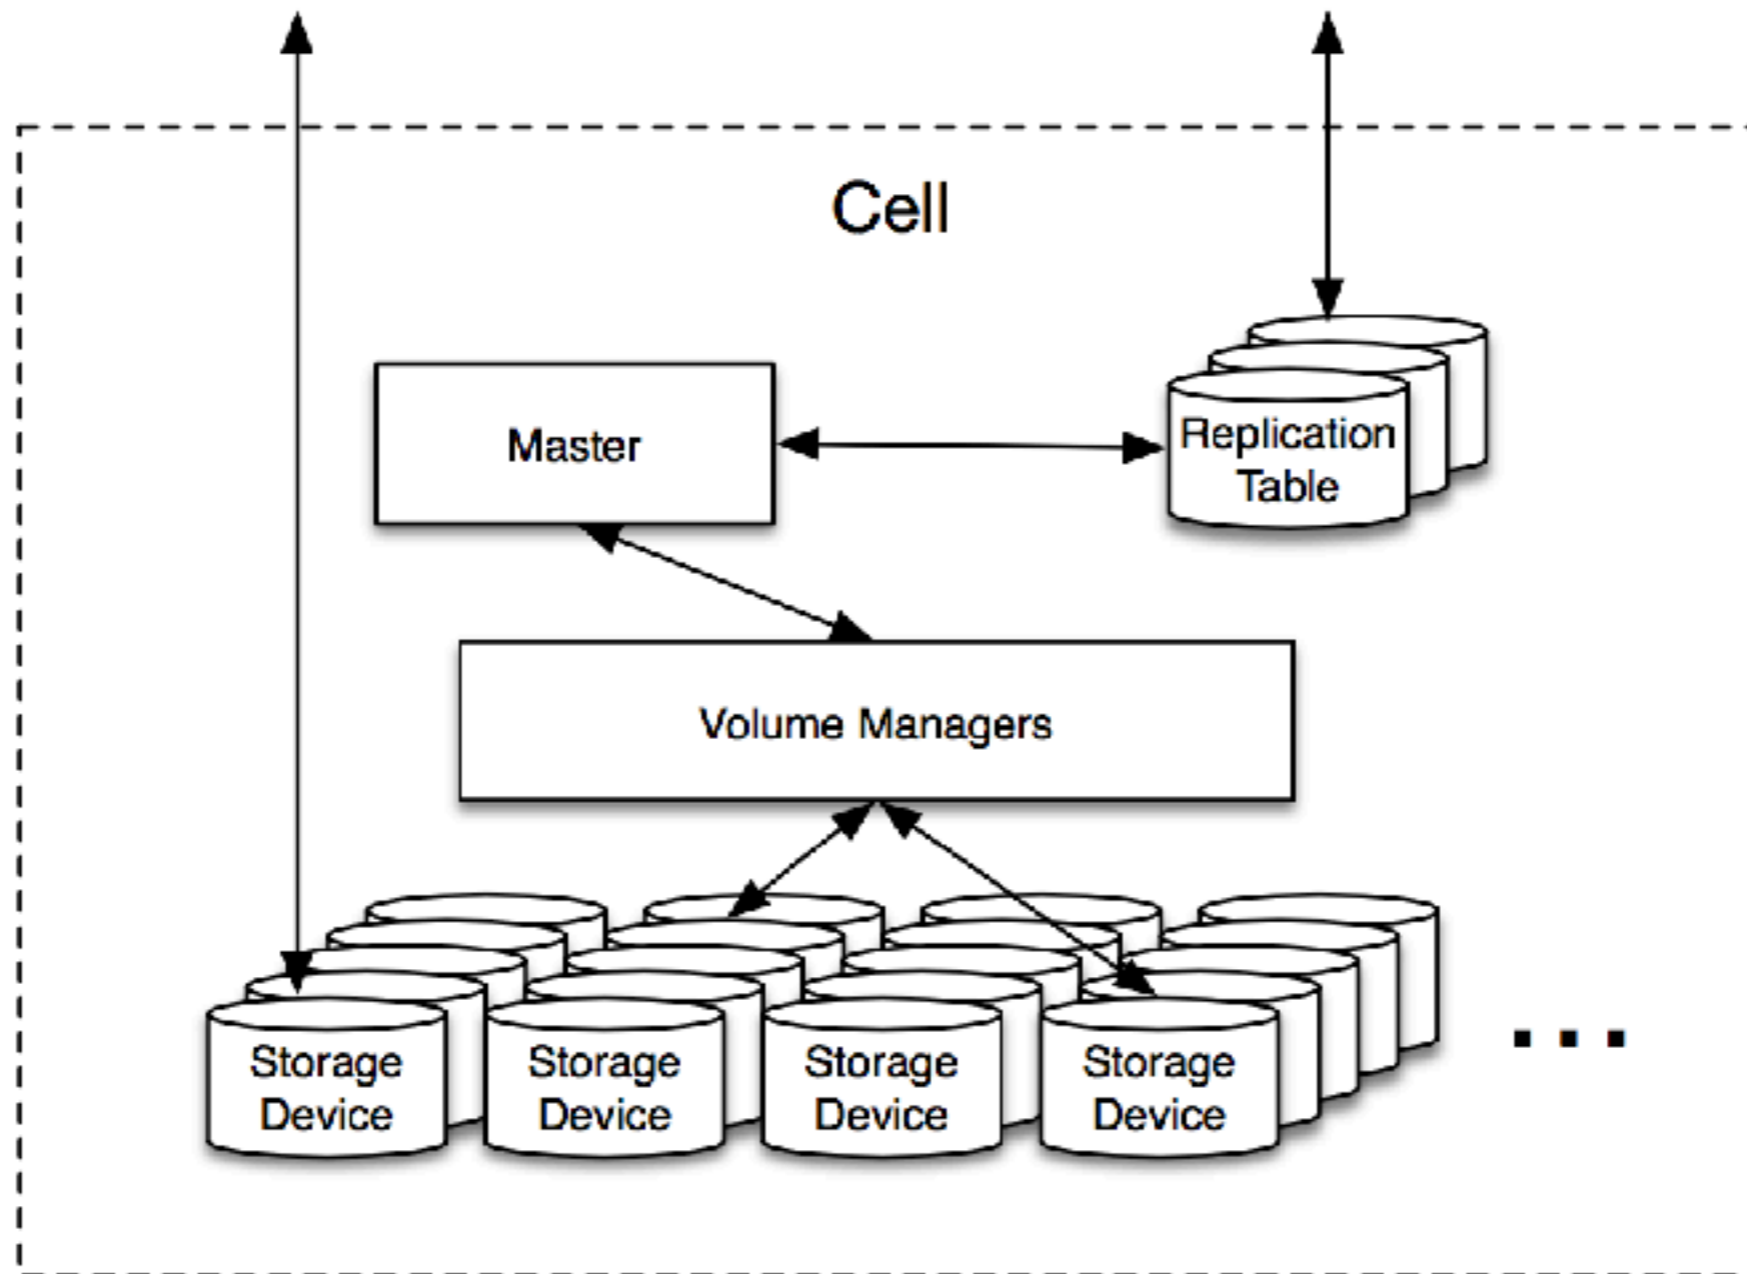 Cell
Master
Replication
Table
Volume Managers
Storage
Device
Storage
Device
Storage
Device
Storage
Device
...